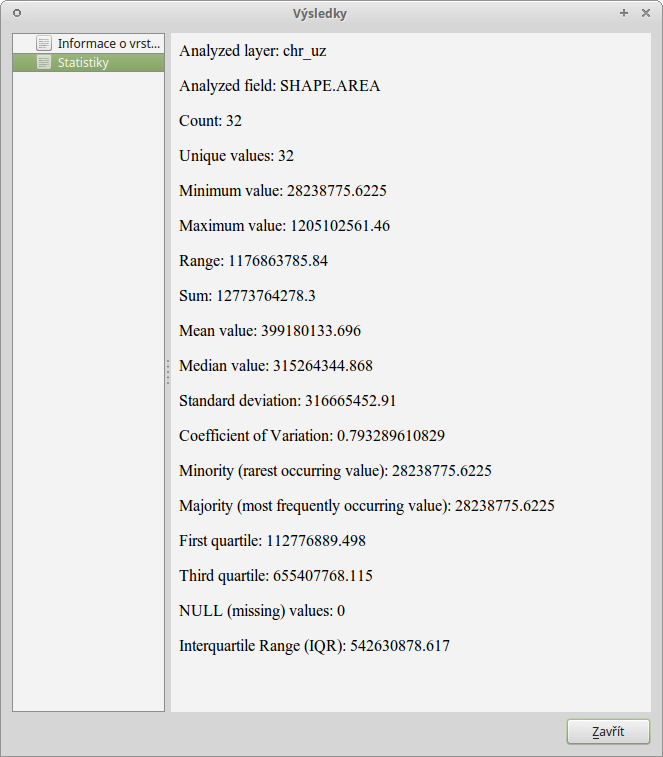 Výsledky
Informace o vrst...
Statistiky
Analyzed layer: chr_uz
Analyzed field: SHAPE.AREA
Count: 32
Unique values: 32
Minimum value: 28238775.6225
Maximum value: 1205102561.46
Range: 1176863785.84
Sum: 12773764278.3
Mean value: 399180133.696
Median value: 315264344.868
Standard deviation: 316665452.91
Coefficient of Variation: 0.793289610829
Minority (rarest occurring value): 28238775.6225
Majority (most frequently occurring value): 28238775.6225
First quartile: 112776889.498
Third quartile: 655407768.115
NULL (missing) values: 0
Interquartile Range (IQR): 542630878.617
Zavřít